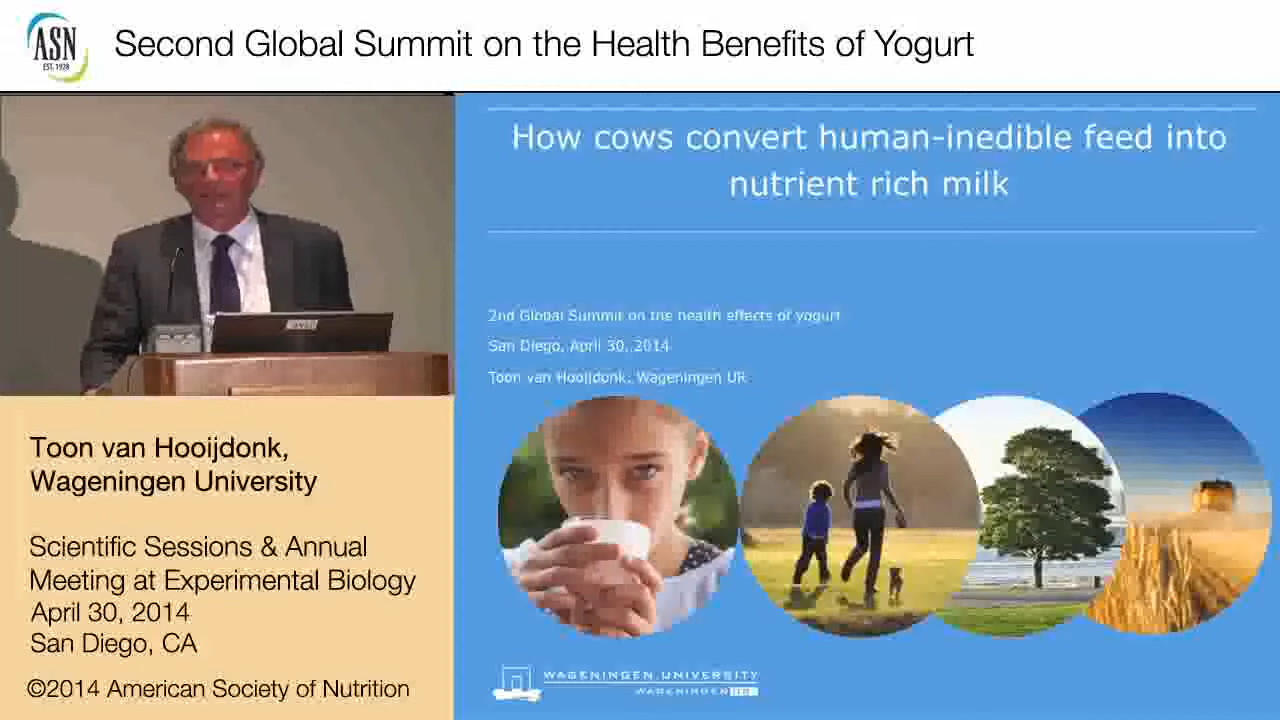 ASN
EST. 1928
Second Global Summit on the Health Benefits of Yogurt
How cows convert human-inedible feed into
nutrient rich milk
2nd Global Summit on the health effects of yogurt
San Diego, April 30, 2014
Toon van Hooijdonk, Wageningen UR
Toon van Hooijdonk,
Wageningen University
Scientific Sessions & Annual
Meeting at Experimental Biology
April 30, 2014
San Diego, CA
©2014 American Society of Nutrition
WAGENINGEN UNIVERSITY
WAGENINGEN UR